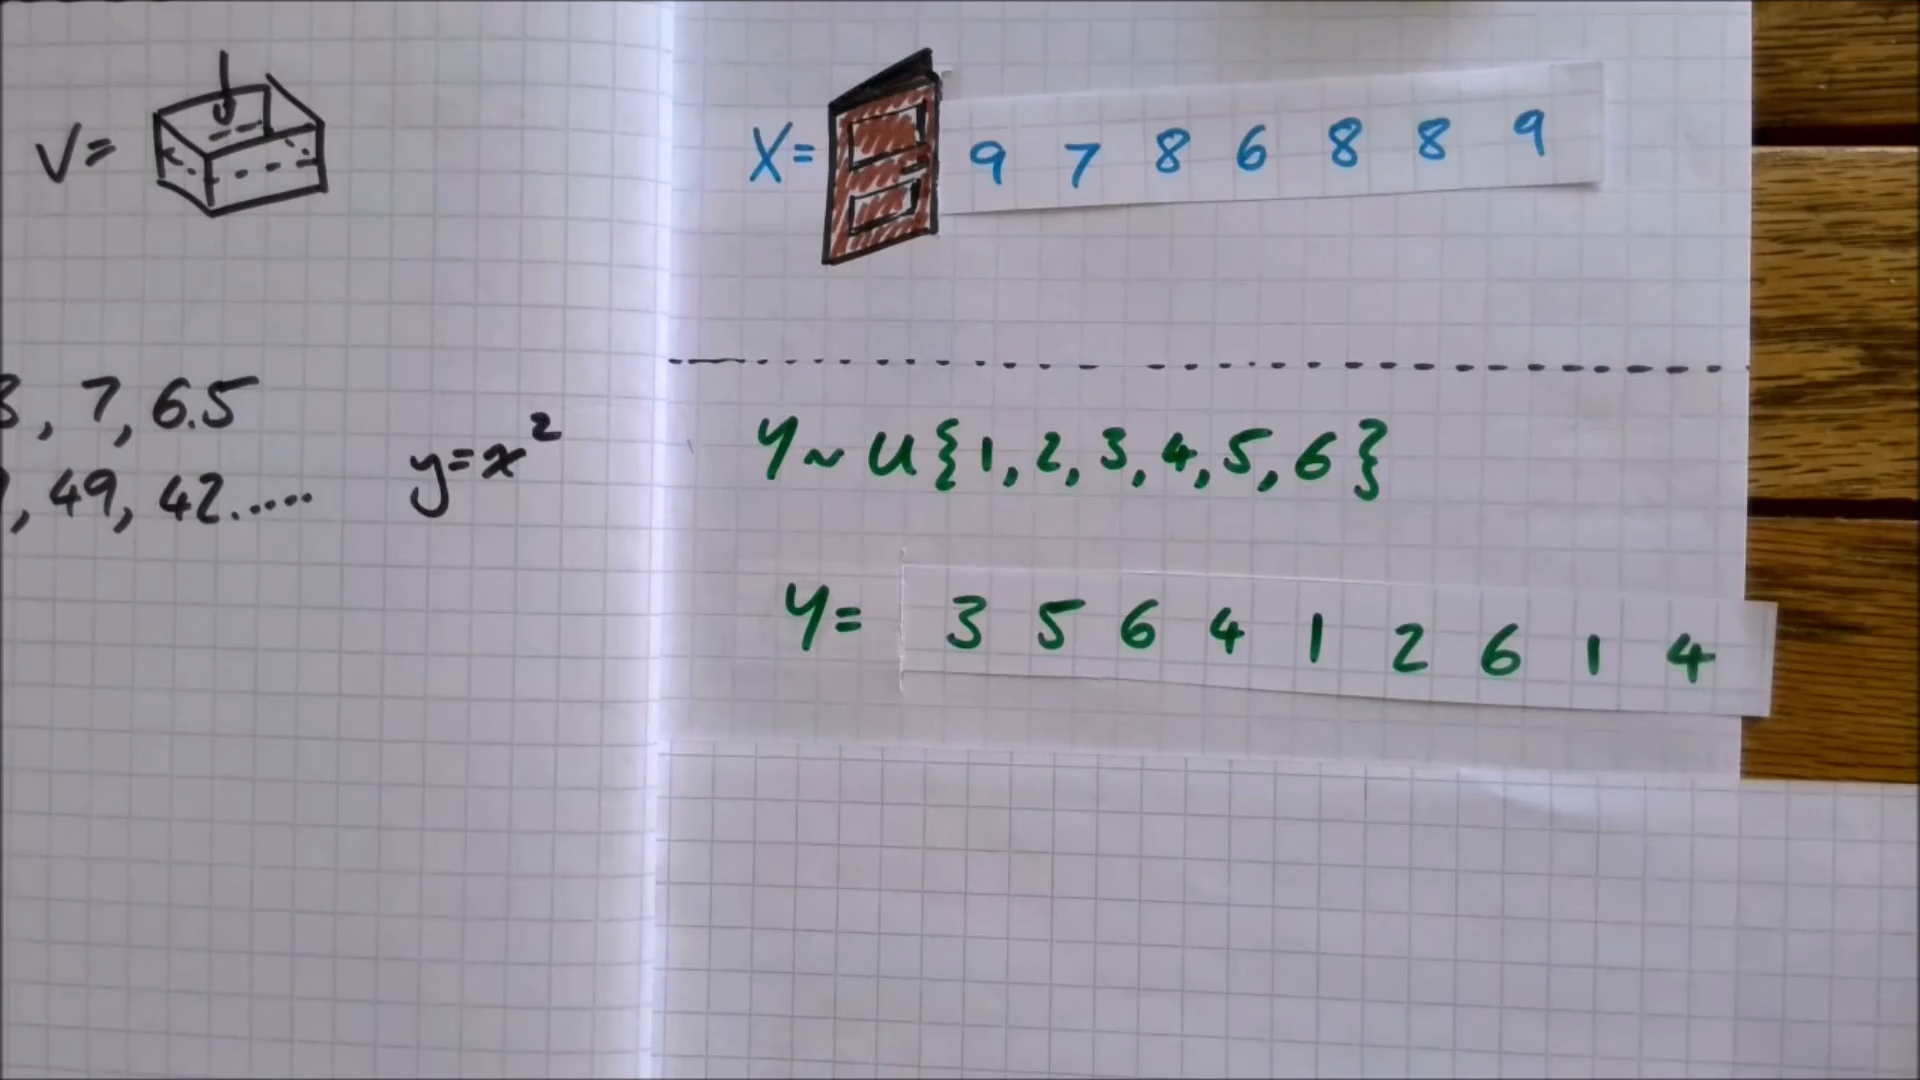 V=
3, 7, 6.5
, 49, 42.....
y=x²
X= 9 7 8 6 8 8 9
Y~U{1,2,3,4,5,6}
Y= 3 5 6 4 1 2 6 1 4